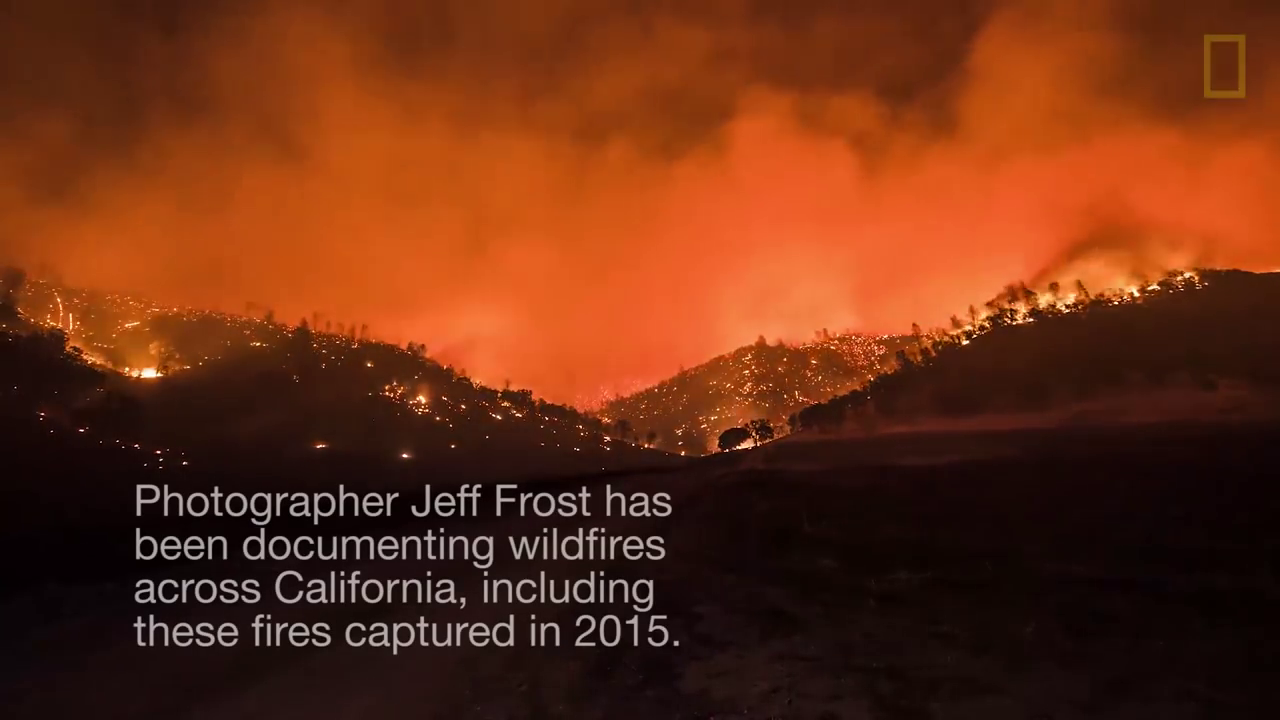 Photographer Jeff Frost has
been documenting wildfires
across California, including
these fires captured in 2015.